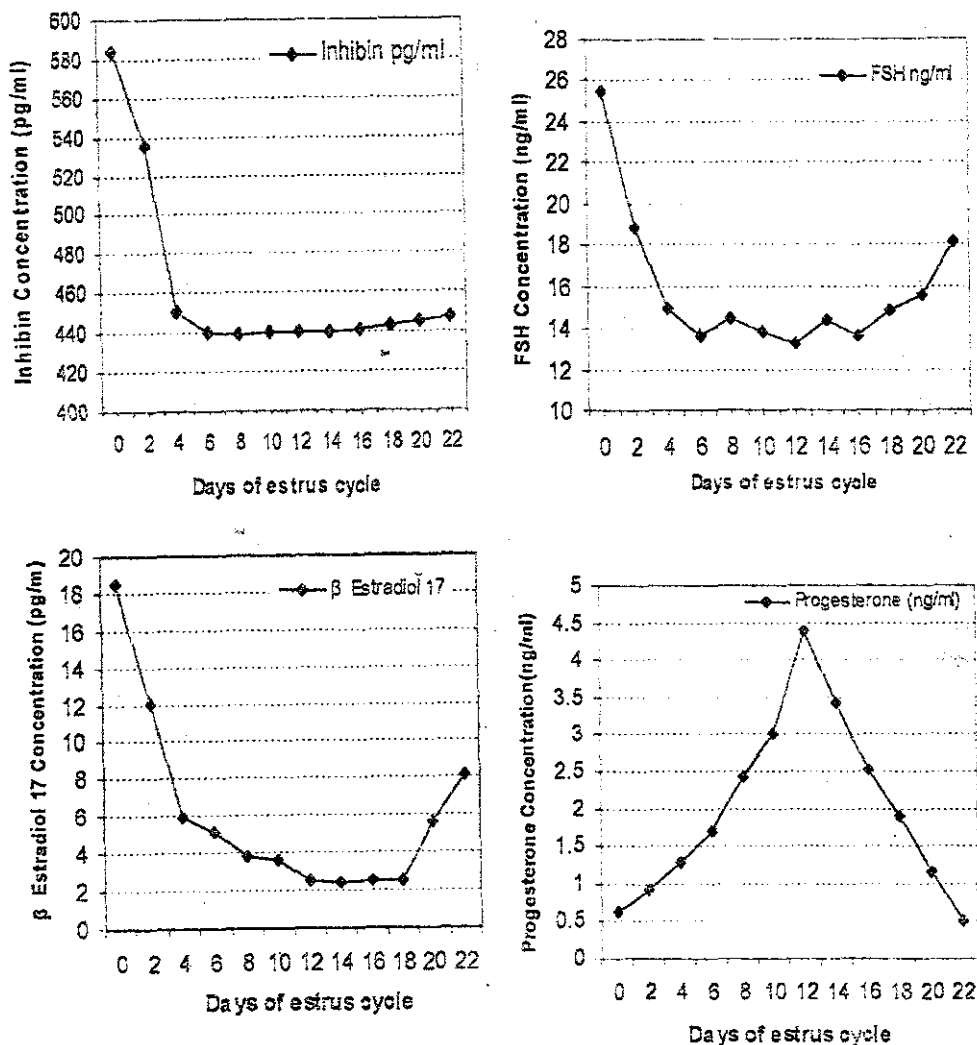 Inhibin Concentration (pg/ml)
600
580
560
540
520
500
480
460
440
420
400
Inhibin pg/ml
0 2 4 6 8 10 12 14 16 18 20 22
Days of estrus cycle
FSH Concentration (ng/ml)
28
26
24
22
20
18
16
14
12
10
FSH ng/ml
0 2 4 6 8 10 12 14 16 18 20 22
Days of estrus cycle
β Estradiol 17 Concentration (pg/m)
20
18
16
14
12
10
8
6
4
2
0
β Estradiol 17
0 2 4 6 8 10 12 14 16 18 20 22
Days of estrus cycle
Progesterone Concentration(ng/ml)
5
4.5
4
3.5
3
2.5
2
1.5
1
0.5
0
Progesterone (ng/ml)
0 2 4 6 8 10 12 14 16 18 20 22
Days of estrus cycle